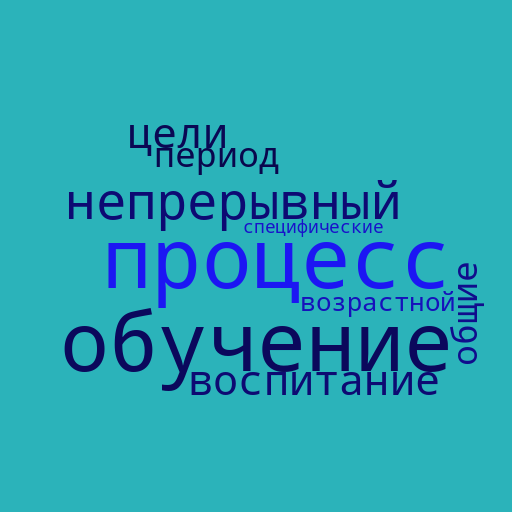 цели
период
непрерывный
специфические
процесс
общие
возрастной
обучение
воспитание